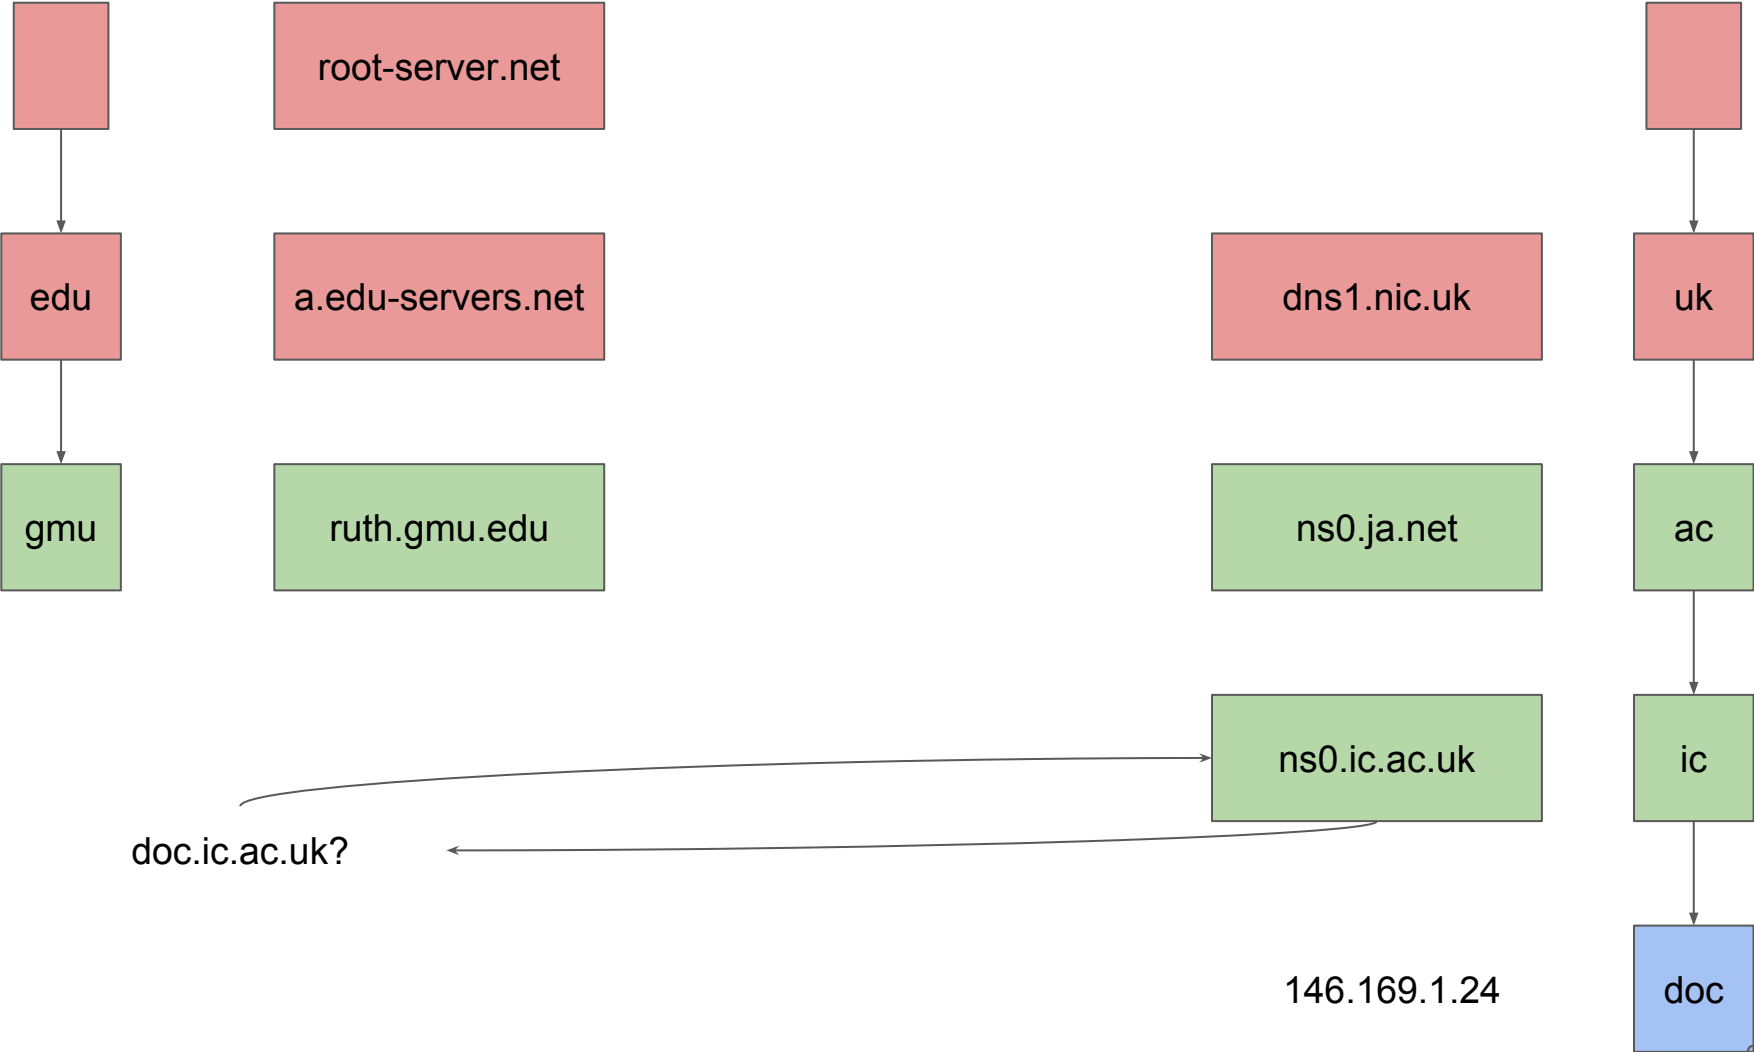 root-server.net
edu
a.edu-servers.net
dns1.nic.uk
uk
gmu
ruth.gmu.edu
ns0.ja.net
ac
ns0.ic.ac.uk
ic
doc.ic.ac.uk?
146.169.1.24
doc